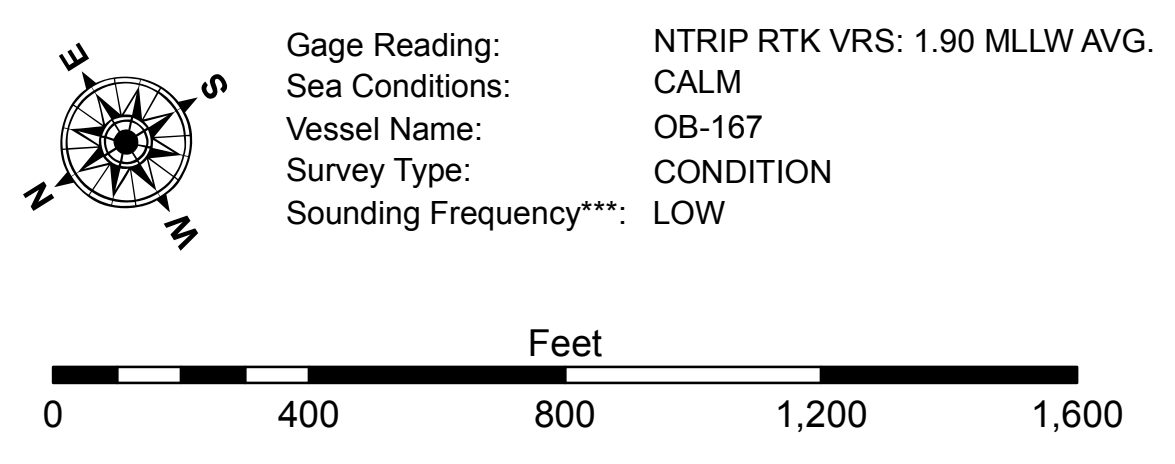 E
S
N
W
Gage Reading: NTRIP RTK VRS: 1.90 MLLW AVG.
Sea Conditions: CALM
Vessel Name: OB-167
Survey Type: CONDITION
Sounding Frequency***: LOW
Feet
0 400 800 1,200 1,600